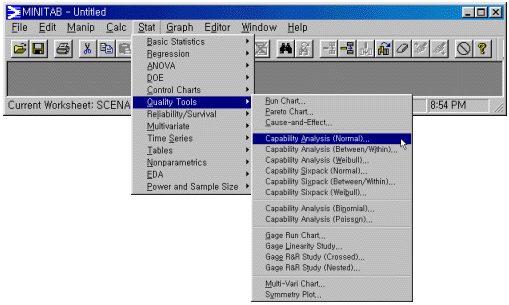 MINITAB - Untitled
File Edit Manip Calc Stat Graph Editor Window Help
Basic Statistics
Regression
ANOVA
DOE
Control Charts
Quality Tools
Reliability/Survival
Multivariate
Time Series
Tables
Nonparametrics
EDA
Power and Sample Size
Current Worksheet: SCENA
8:54 PM
Run Chart...
Pareto Chart...
Cause-and-Effect...
Capability Analysis (Normal)...
Capability Analysis (Between/Within)...
Capability Analysis (Weibull)...
Capability Sixpack (Normal)...
Capability Sixpack (Between/Within)...
Capability Sixpack (Weibull)...
Capability Analysis (Binomial)...
Capability Analysis (Poisson)...
Gage Run Chart...
Gage Linearity Study...
Gage R&R Study (Crossed)...
Gage R&R Study (Nested)...
Multi-Vari Chart...
Symmetry Plot...